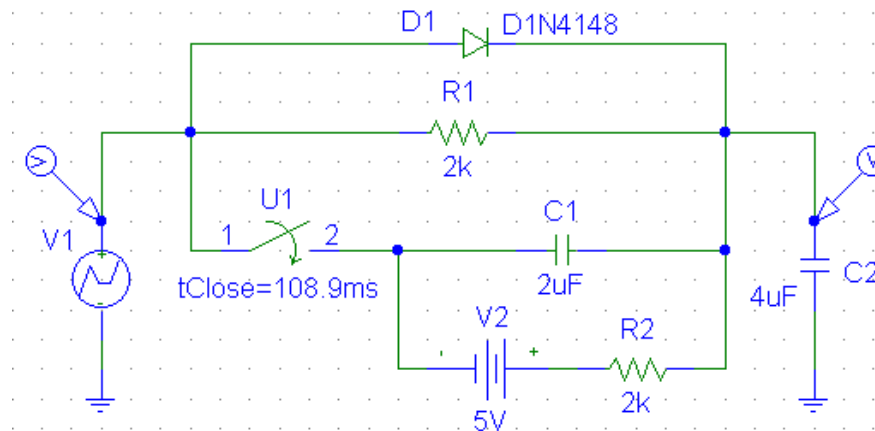 D1 D1N4148
R1
2k
U1
1 2
tClose=108.9ms
C1
2uF
V1
+
-
C2
4uF
V2
- +
5V
R2
2k
V
V